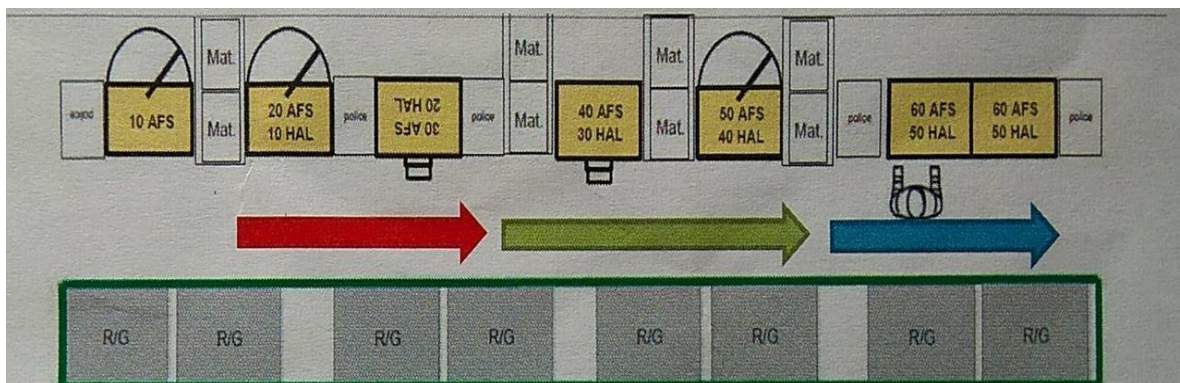 police
10 AFS
Mat.
Mat.
20 AFS
10 HAL
police
30 AFS
20 HAL
police
Mat.
Mat.
40 AFS
30 HAL
Mat.
Mat.
50 AFS
40 HAL
Mat.
Mat.
police
60 AFS
50 HAL
60 AFS
50 HAL
police
R/G
R/G
R/G
R/G
R/G
R/G
R/G
R/G